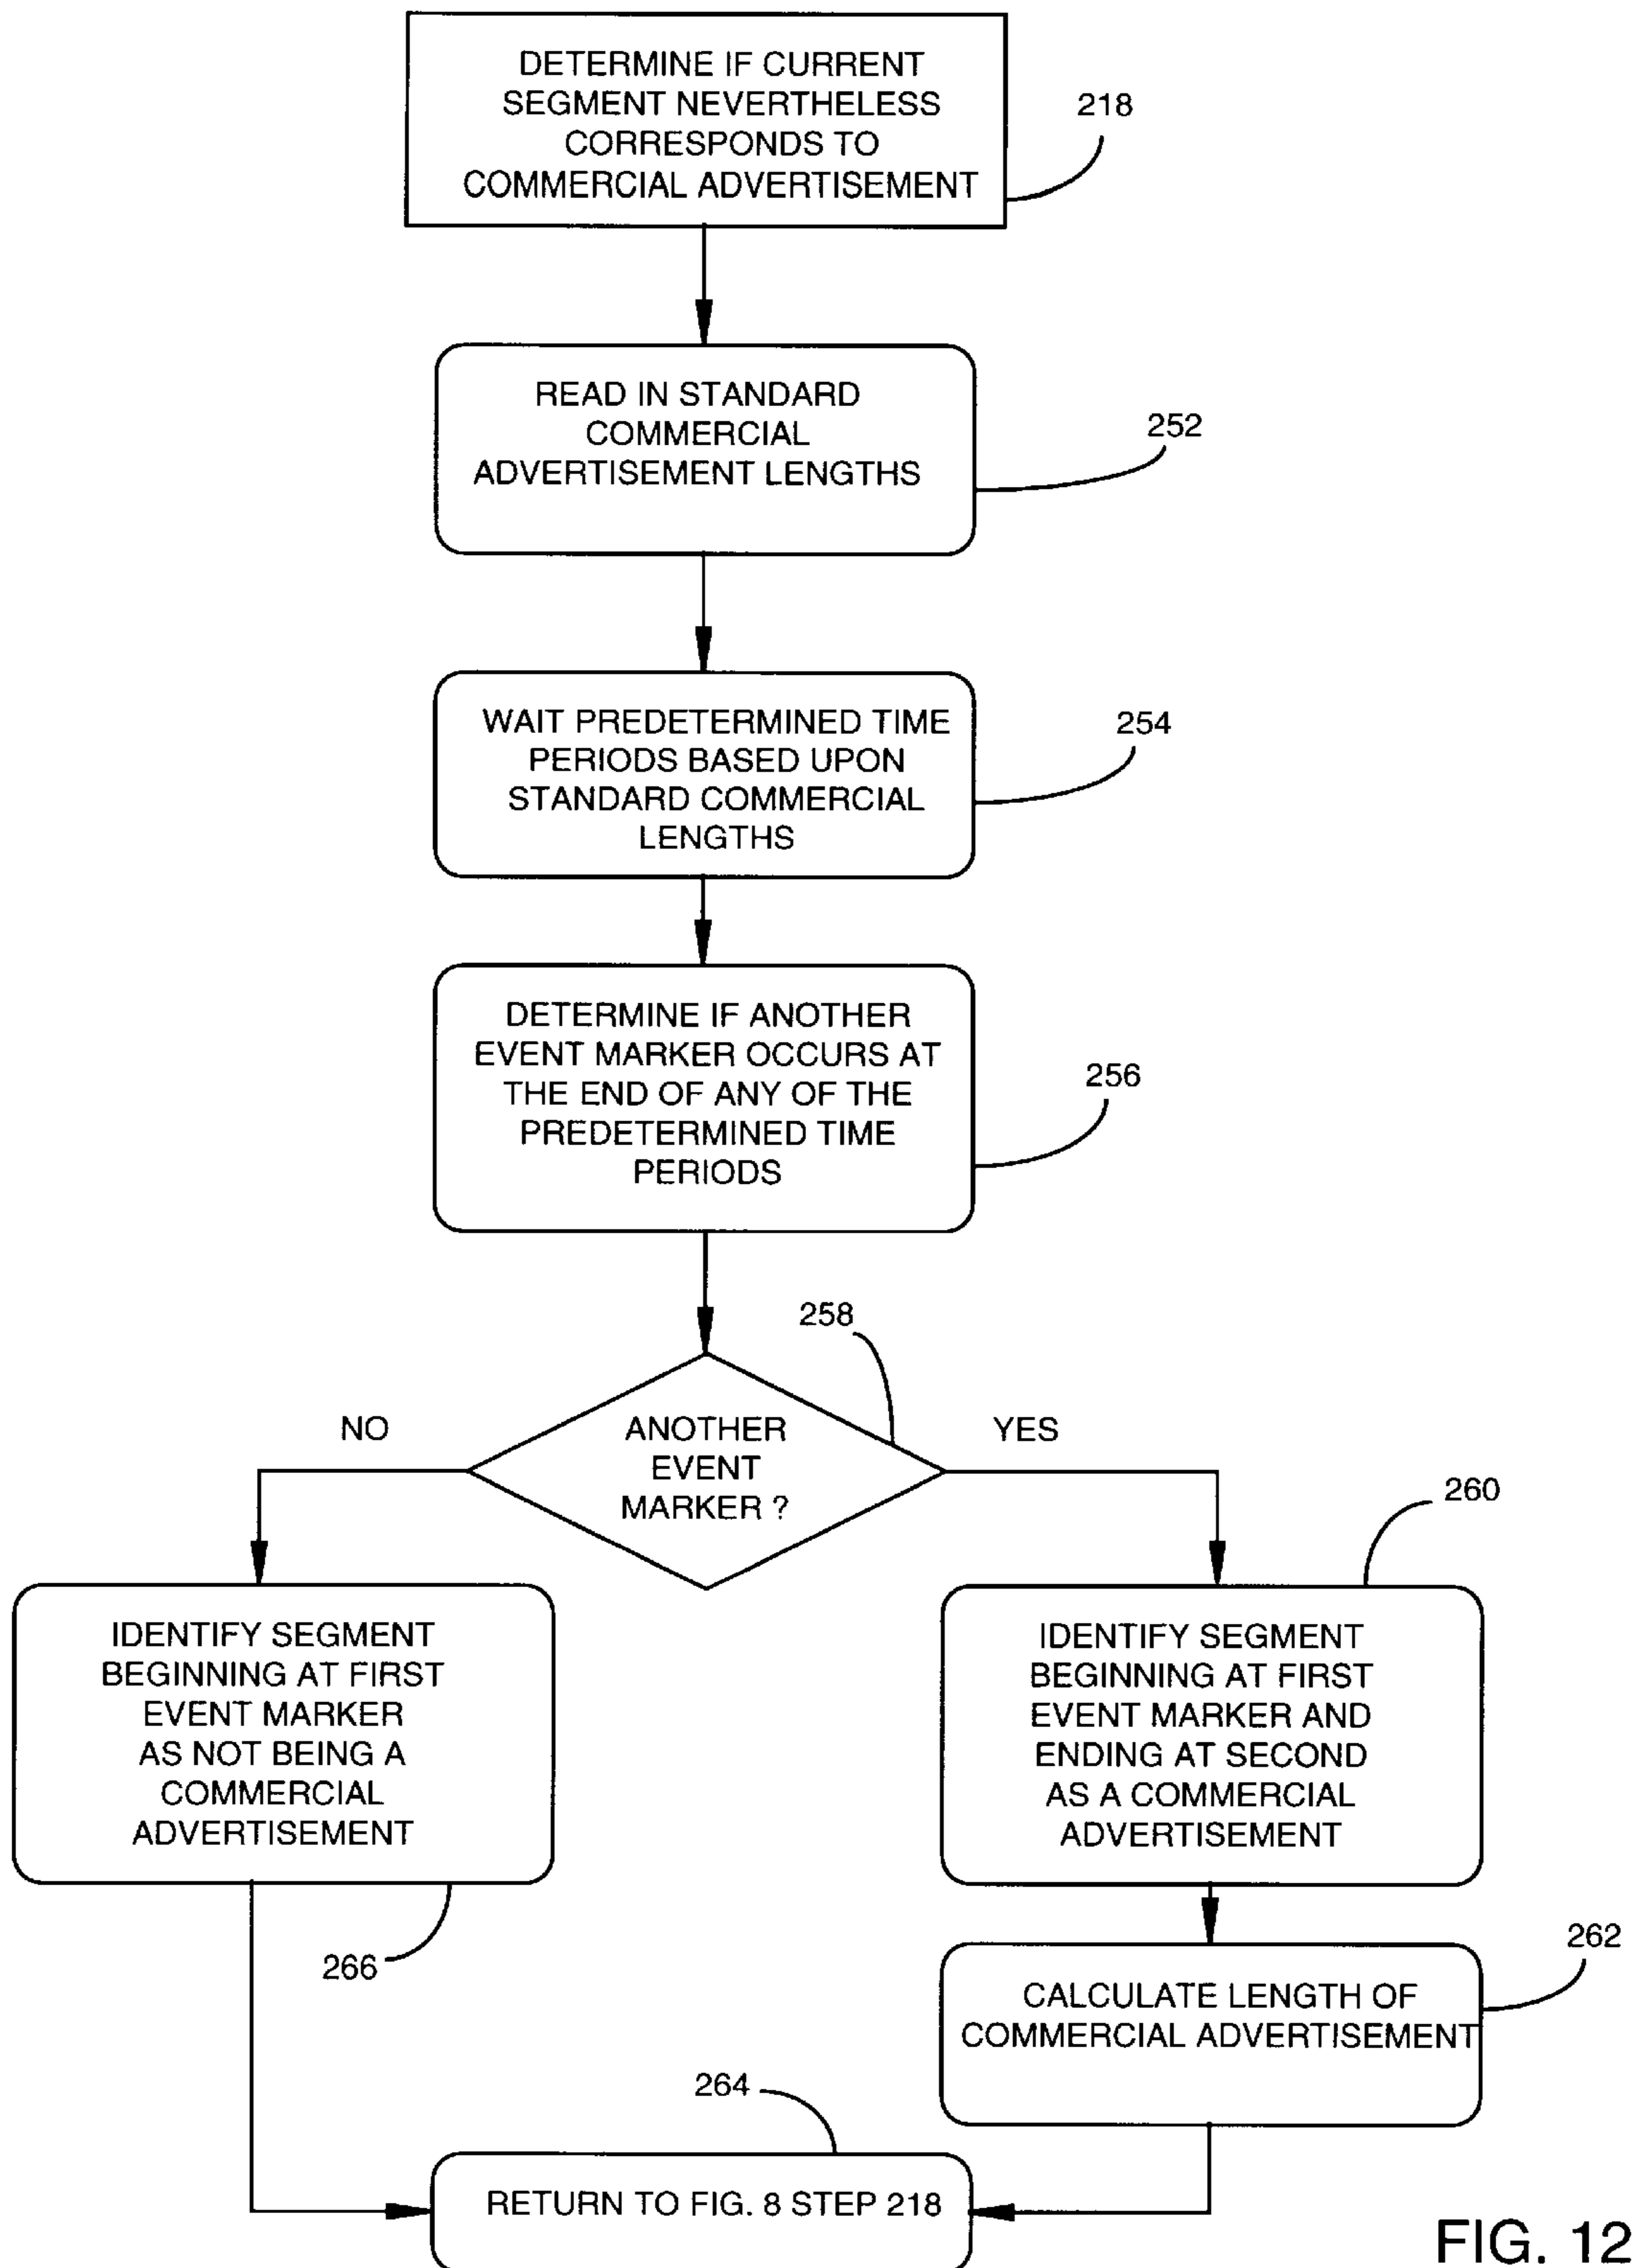 DETERMINE IF CURRENT
SEGMENT NEVERTHELESS
CORRESPONDS TO
COMMERCIAL ADVERTISEMENT
218
READ IN STANDARD
COMMERCIAL
ADVERTISEMENT LENGTHS
252
WAIT PREDETERMINED TIME
PERIODS BASED UPON
STANDARD COMMERCIAL
LENGTHS
254
DETERMINE IF ANOTHER
EVENT MARKER OCCURS AT
THE END OF ANY OF THE
PREDETERMINED TIME
PERIODS
256
258
NO
ANOTHER
EVENT
MARKER ?
YES
260
IDENTIFY SEGMENT
BEGINNING AT FIRST
EVENT MARKER
AS NOT BEING A
COMMERCIAL
ADVERTISEMENT
266
IDENTIFY SEGMENT
BEGINNING AT FIRST
EVENT MARKER AND
ENDING AT SECOND
AS A COMMERCIAL
ADVERTISEMENT
262
CALCULATE LENGTH OF
COMMERCIAL ADVERTISEMENT
264
RETURN TO FIG. 8 STEP 218
FIG. 12